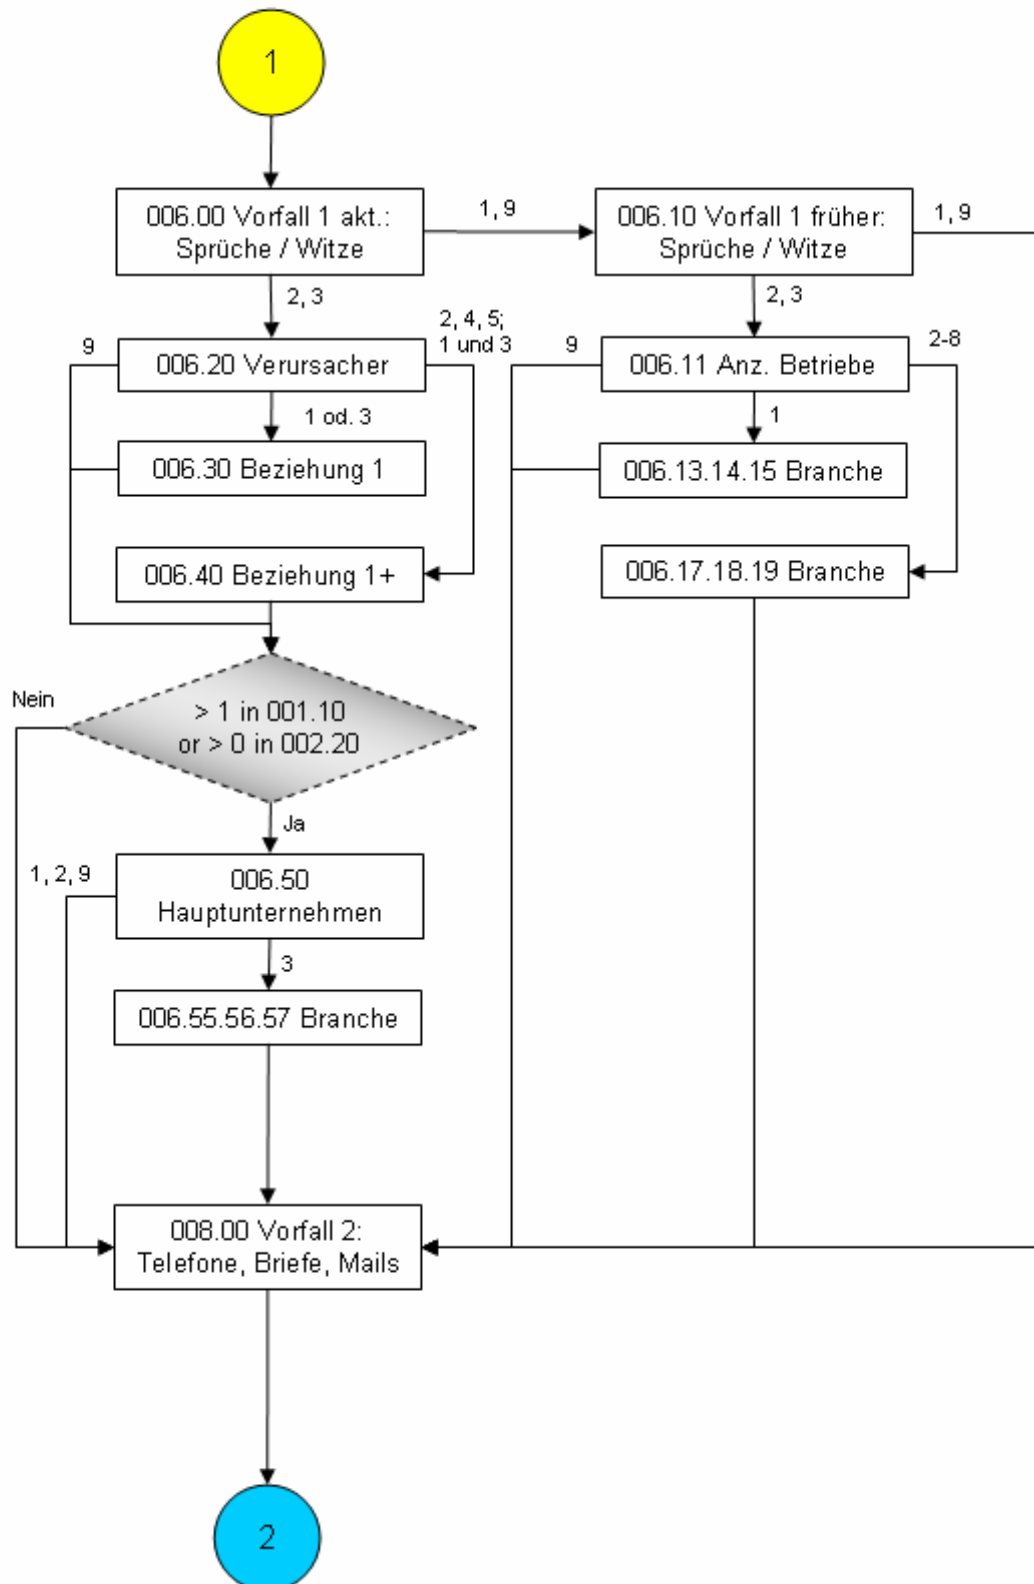 1
006.00 Vorfall 1 akt.:
Sprüche / Witze
1, 9
006.10 Vorfall 1 früher:
Sprüche / Witze
1, 9
2, 3
2, 3
9
006.20 Verursacher
2, 4, 5;
1 und 3
9
006.11 Anz. Betriebe
2-8
1 od. 3
1
006.30 Beziehung 1
006.13.14.15 Branche
006.40 Beziehung 1+
006.17.18.19 Branche
Nein
> 1 in 001.10
or > 0 in 002.20
Ja
1, 2, 9
006.50
Hauptunternehmen
3
006.55.56.57 Branche
008.00 Vorfall 2:
Telefone, Briefe, Mails
2